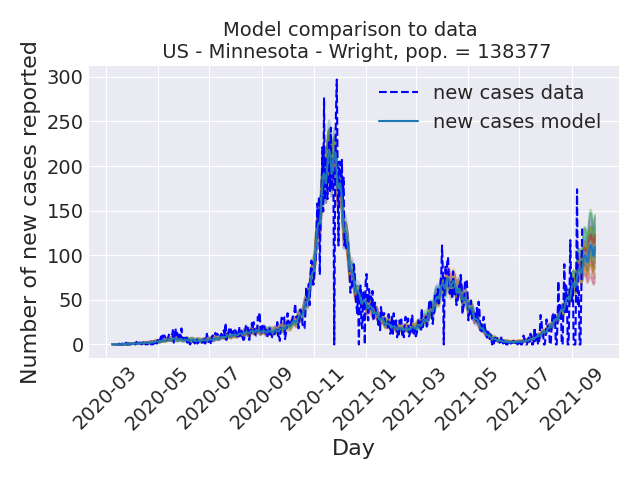 Model comparison to data
US - Minnesota - Wright, pop. = 138377
Number of new cases reported
300
250
200
150
100
50
0
new cases data
new cases model
2020-03
2020-05
2020-07
2020-09
2020-11
2021-01
2021-03
2021-05
2021-07
2021-09
Day